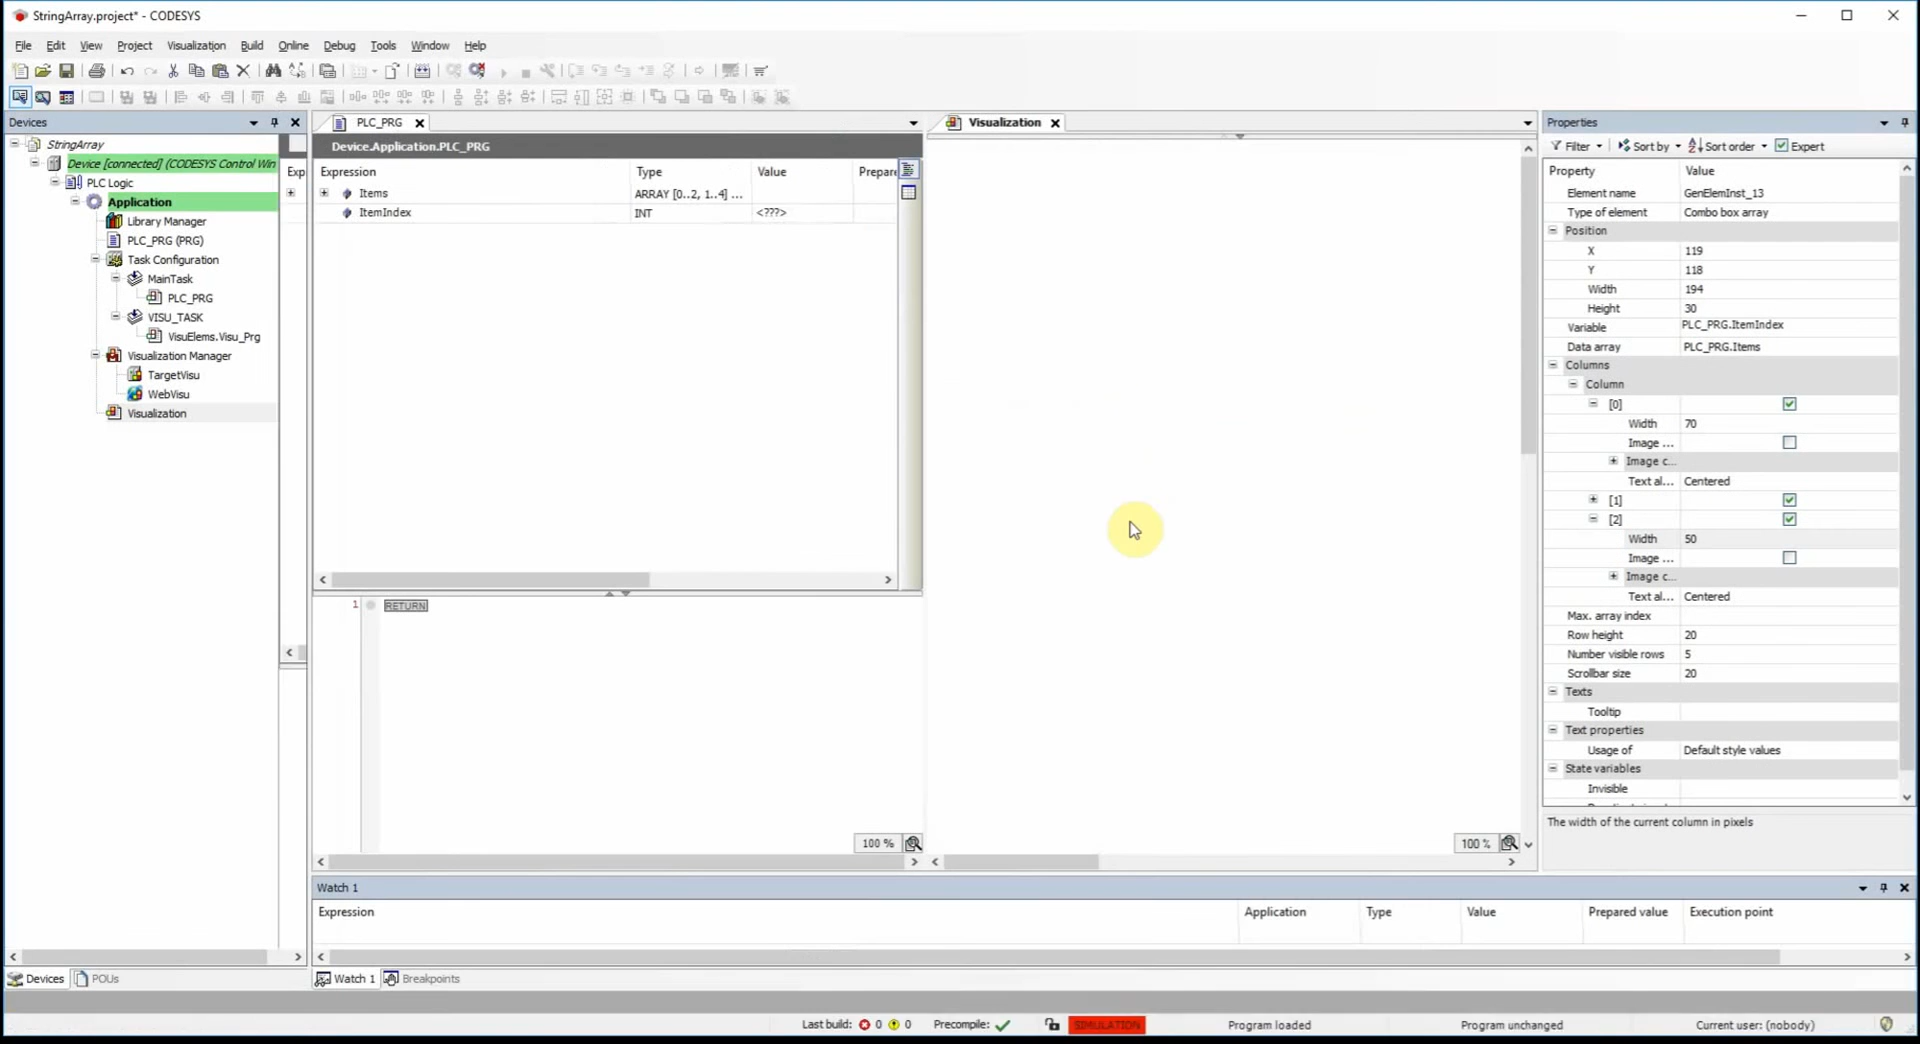 StringArray.project* - CODESYS
File Edit View Project Visualization Build Online Debug Tools Window Help
Devices
StringArray
Device [connected] (CODESYS Control Win
PLC Logic
Application
Library Manager
PLC_PRG (PRG)
Task Configuration
MainTask
PLC_PRG
VISU_TASK
VisuElems.Visu_Prg
Visualization Manager
TargetVisu
WebVisu
Visualization
Devices POUs
Exp
PLC_PRG
Device.Application.PLC_PRG
Expression Type Value Prepare
Items ARRAY [0..2, 1..4] ...
ItemIndex INT <???>
1 RETURN
100 %
Visualization
100 %
Properties
Filter Sort by Sort order Expert
Property Value
Element name GenElemInst_13
Type of element Combo box array
Position
X 119
Y 118
Width 194
Height 30
Variable PLC_PRG.ItemIndex
Data array PLC_PRG.Items
Columns
Column
[0]
Width 70
Image ...
Image c...
Text al... Centered
[1]
[2]
Width 50
Image ...
Image c...
Text al... Centered
Max. array index
Row height 20
Number visible rows 5
Scrollbar size 20
Texts
Tooltip
Text properties
Usage of Default style values
State variables
Invisible
The width of the current column in pixels
Watch 1
Expression Application Type Value Prepared value Execution point
Watch 1 Breakpoints
Last build: 0 0 Precompile: SIMULATION Program loaded Program unchanged Current user: (nobody)